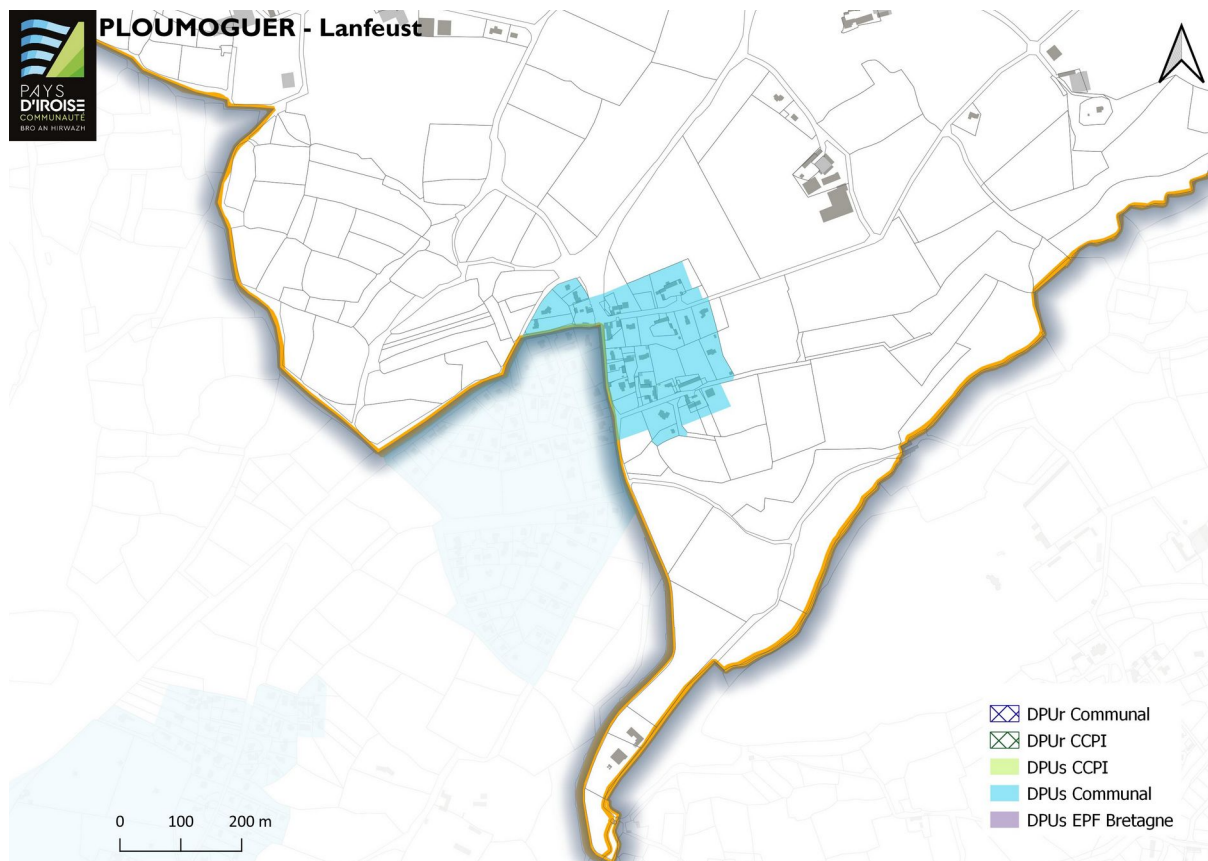 PLOUMOGUER - Lanfeust
PAYS
D'IROISE
COMMUNAUTÉ
BRO AN HIRWAZH
DPUr Communal
DPUr CCPI
DPUs CCPI
DPUs Communal
DPUs EPF Bretagne
0 100 200 m